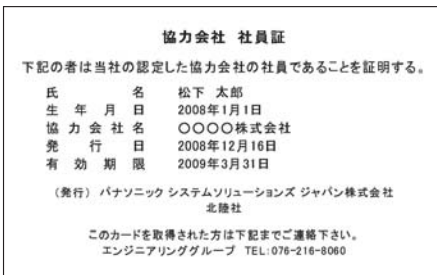 協力会社 社員証
下記の者は当社の認定した協力会社の社員であることを証明する。
氏名 松下 太郎
生年月日 2008年1月1日
協力会社名 〇〇〇〇株式会社
発行日 2008年12月16日
有効期限 2009年3月31日
（発行） パナソニック システムソリューションズ ジャパン株式会社
北陸社
このカードを取得された方は下記までご連絡下さい。
エンジニアリンググループ TEL:076-216-8060